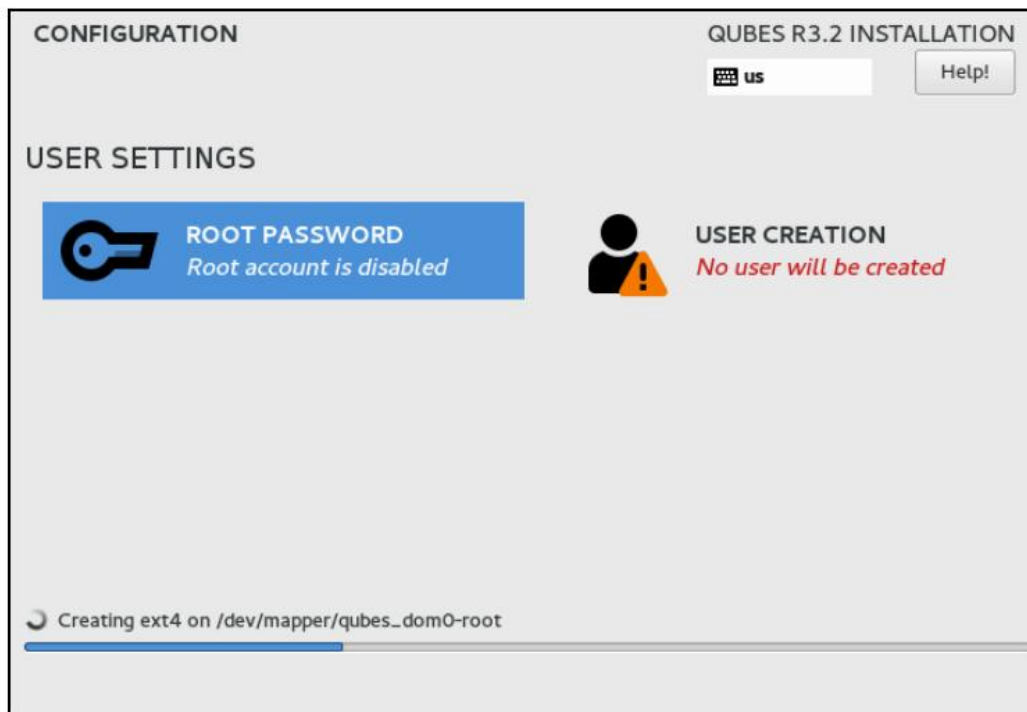 CONFIGURATION
QUBES R3.2 INSTALLATION
us
Help!
USER SETTINGS
ROOT PASSWORD
Root account is disabled
USER CREATION
No user will be created
Creating ext4 on /dev/mapper/qubes_dom0-root